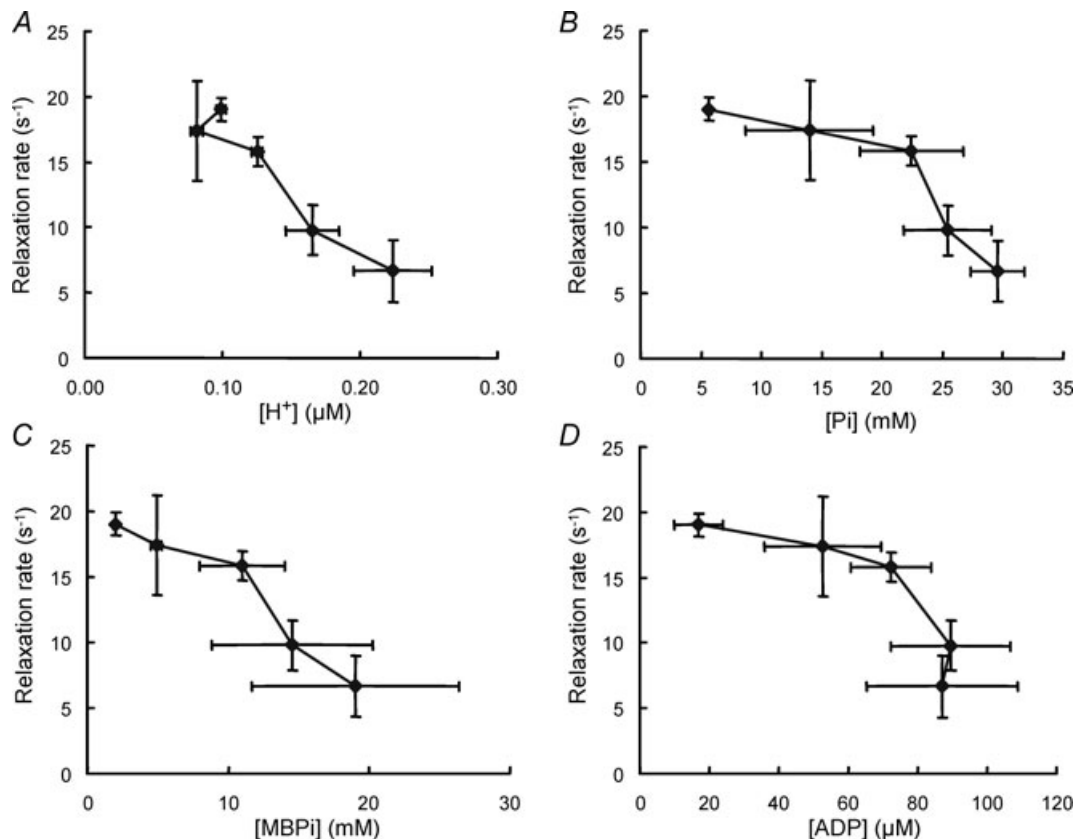 A
25
20
15
10
5
0
Relaxation rate (s⁻¹)
0.00 0.10 0.20 0.30
[H⁺] (µM)
B
25
20
15
10
5
0
Relaxation rate (s⁻¹)
0 5 10 15 20 25 30 35
[Pi] (mM)
C
25
20
15
10
5
0
Relaxation rate (s⁻¹)
0 10 20 30
[MBPi] (mM)
D
25
20
15
10
5
0
Relaxation rate (s⁻¹)
0 20 40 60 80 100 120
[ADP] (µM)